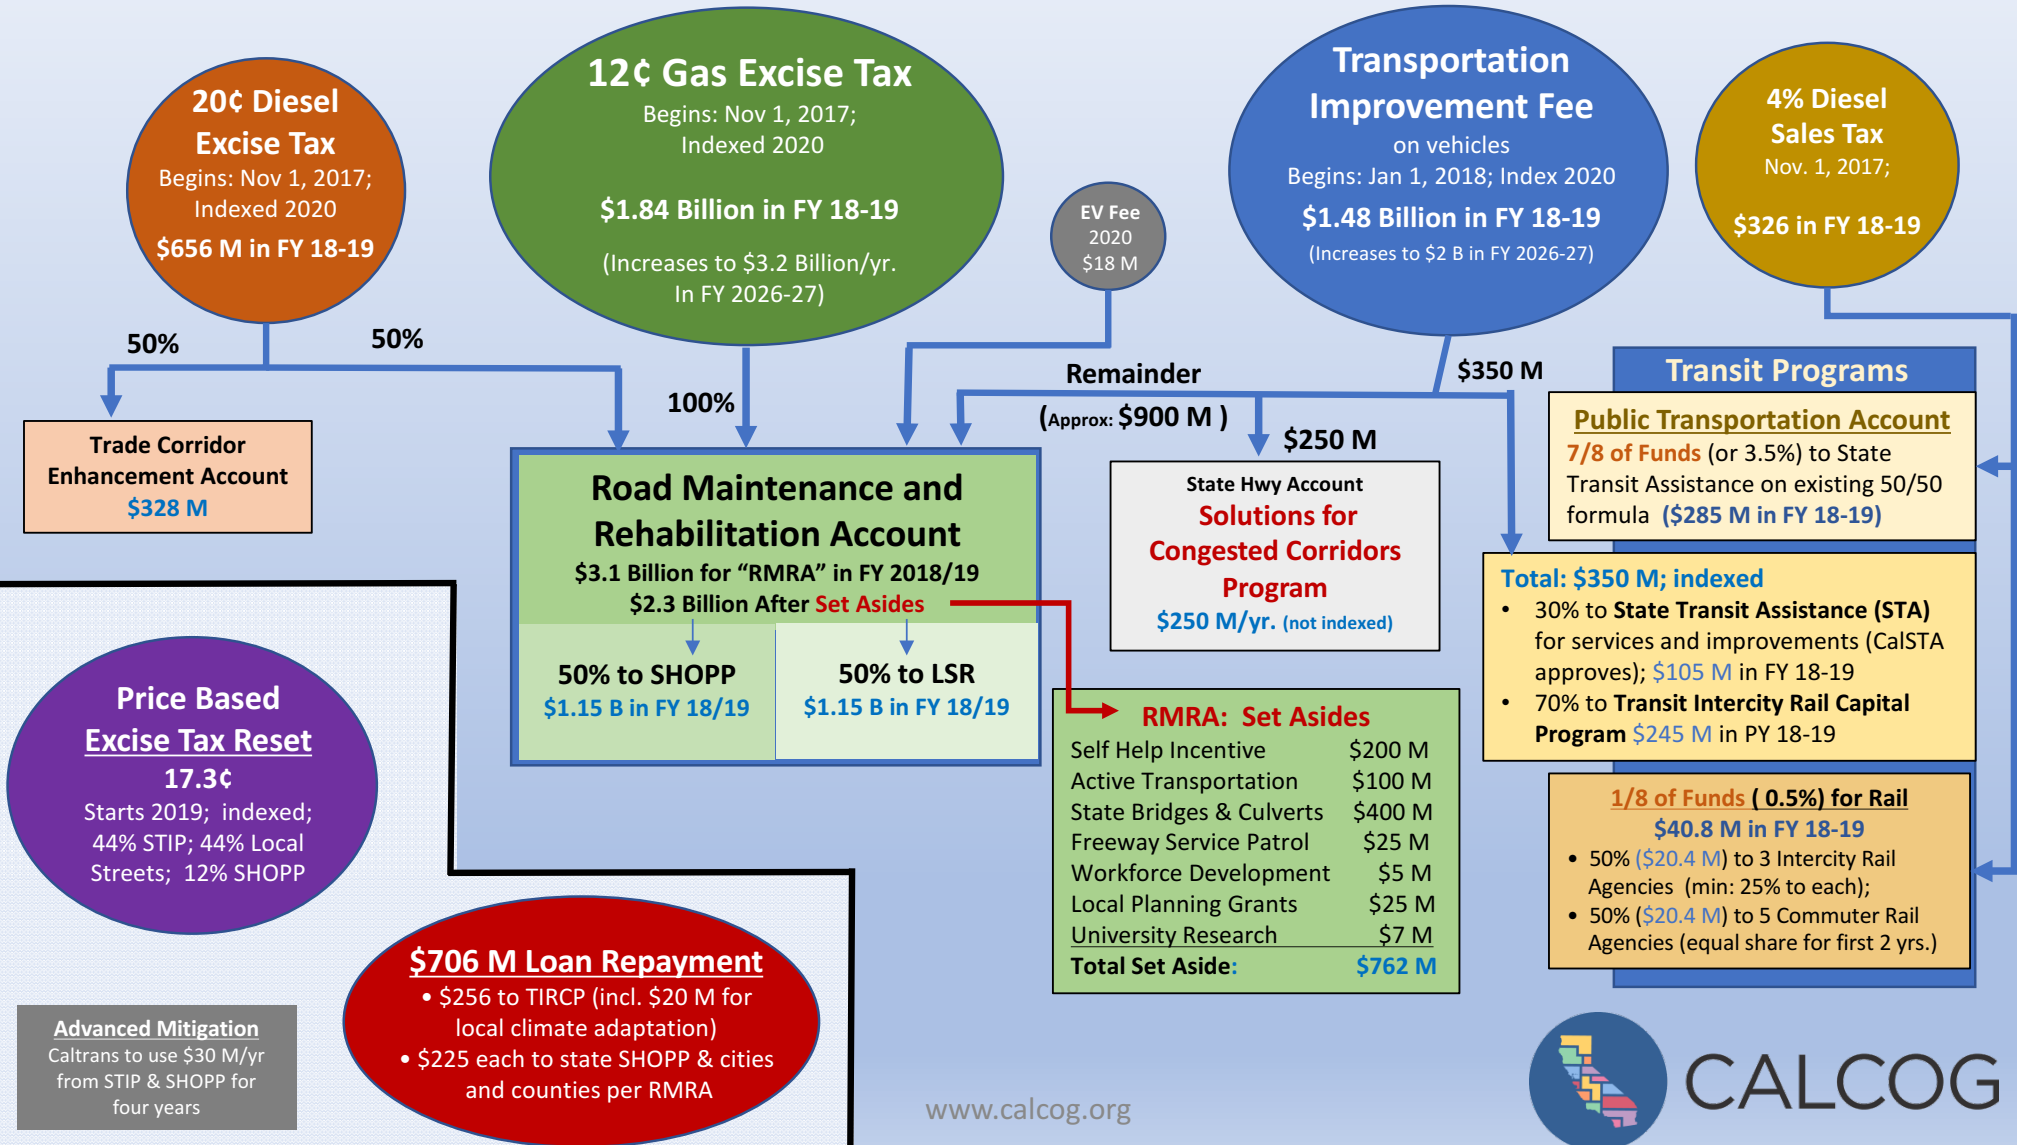 20¢ Diesel
Excise Tax
Begins: Nov 1, 2017;
Indexed 2020
$656 M in FY 18-19
12¢ Gas Excise Tax
Begins: Nov 1, 2017;
Indexed 2020
$1.84 Billion in FY 18-19
(Increases to $3.2 Billion/yr.
In FY 2026-27)
EV Fee
2020
$18 M
Transportation
Improvement Fee
on vehicles
Begins: Jan 1, 2018; Index 2020
$1.48 Billion in FY 18-19
(Increases to $2 B in FY 2026-27)
4% Diesel
Sales Tax
Nov. 1, 2017;
$326 in FY 18-19
50%
50%
100%
Remainder
(Approx: $900 M )
$250 M
$350 M
Trade Corridor
Enhancement Account
$328 M
Road Maintenance and
Rehabilitation Account
$3.1 Billion for “RMRA” in FY 2018/19
$2.3 Billion After Set Asides
50% to SHOPP
$1.15 B in FY 18/19
50% to LSR
$1.15 B in FY 18/19
State Hwy Account
Solutions for
Congested Corridors
Program
$250 M/yr. (not indexed)
Transit Programs
Public Transportation Account
7/8 of Funds (or 3.5%) to State
Transit Assistance on existing 50/50
formula ($285 M in FY 18-19)
Total: $350 M; indexed
• 30% to State Transit Assistance (STA)
for services and improvements (CalSTA
approves); $105 M in FY 18-19
• 70% to Transit Intercity Rail Capital
Program $245 M in PY 18-19
1/8 of Funds ( 0.5%) for Rail
$40.8 M in FY 18-19
• 50% ($20.4 M) to 3 Intercity Rail
Agencies (min: 25% to each);
• 50% ($20.4 M) to 5 Commuter Rail
Agencies (equal share for first 2 yrs.)
RMRA: Set Asides
Self Help Incentive $200 M
Active Transportation $100 M
State Bridges & Culverts $400 M
Freeway Service Patrol $25 M
Workforce Development $5 M
Local Planning Grants $25 M
University Research $7 M
Total Set Aside: $762 M
Price Based
Excise Tax Reset
17.3¢
Starts 2019; indexed;
44% STIP; 44% Local
Streets; 12% SHOPP
$706 M Loan Repayment
• $256 to TIRCP (incl. $20 M for
local climate adaptation)
• $225 each to state SHOPP & cities
and counties per RMRA
Advanced Mitigation
Caltrans to use $30 M/yr
from STIP & SHOPP for
four years
www.calcog.org
CALCOG